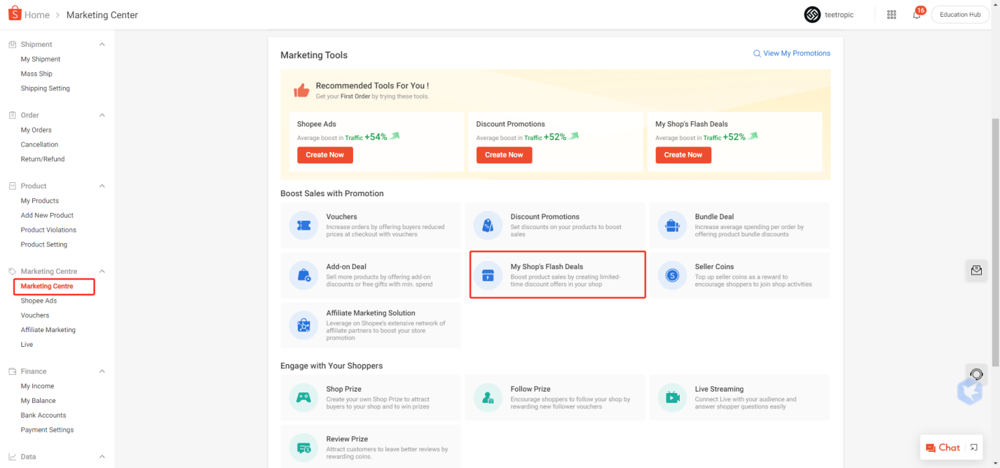 Home > Marketing Center
teetropic
16
Education Hub
Shipment
My Shipment
Mass Ship
Shipping Setting
Order
My Orders
Cancellation
Return/Refund
Product
My Products
Add New Product
Product Violations
Product Setting
Marketing Centre
Marketing Centre
Shopee Ads
Vouchers
Affiliate Marketing
Live
Finance
My Income
My Balance
Bank Accounts
Payment Settings
Data
Marketing Tools
View My Promotions
Recommended Tools For You !
Get your First Order by trying these tools.
Shopee Ads
Average boost in Traffic +54%
Create Now
Discount Promotions
Average boost in Traffic +52%
Create Now
My Shop's Flash Deals
Average boost in Traffic +52%
Create Now
Boost Sales with Promotion
Vouchers
Increase orders by offering buyers reduced
prices at checkout with vouchers
Discount Promotions
Set discounts on your products to boost
sales
Bundle Deal
Increase average spending per order by
offering product bundle discounts
Add-on Deal
Sell more products by offering add-on
discounts or free gifts with min. spend
My Shop's Flash Deals
Boost product sales by creating limited-
time discount offers in your shop
Seller Coins
Top up seller coins as a reward to
encourage shoppers to join shop activities
Affiliate Marketing Solution
Leverage on Shopee's extensive network of
affiliate partners to boost your store
promotion
Engage with Your Shoppers
Shop Prize
Create your own Shop Prize to attract
buyers to your shop and to win prizes
Follow Prize
Encourage shoppers to follow your shop by
rewarding new follower vouchers
Live Streaming
Connect Live with your audience and
answer shopper questions easily
Review Prize
Attract customers to leave better reviews by
rewarding coins.
Chat